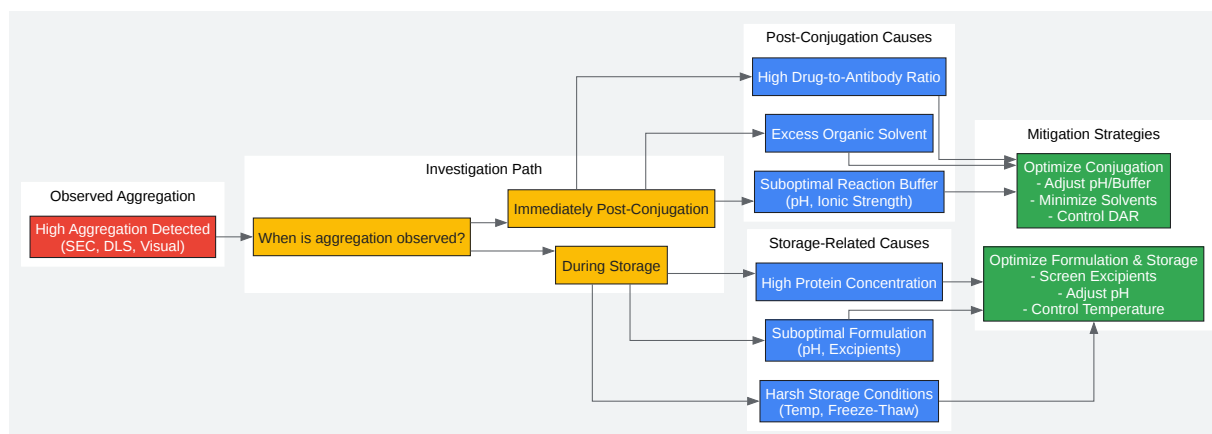 Observed Aggregation
High Aggregation Detected
(SEC, DLS, Visual)
Investigation Path
When is aggregation observed?
Immediately Post-Conjugation
During Storage
Post-Conjugation Causes
High Drug-to-Antibody Ratio
Excess Organic Solvent
Suboptimal Reaction Buffer
(pH, Ionic Strength)
Storage-Related Causes
High Protein Concentration
Suboptimal Formulation
(pH, Excipients)
Harsh Storage Conditions
(Temp, Freeze-Thaw)
Mitigation Strategies
Optimize Conjugation
- Adjust pH/Buffer
- Minimize Solvents
- Control DAR
Optimize Formulation & Storage
- Screen Excipients
- Adjust pH
- Control Temperature